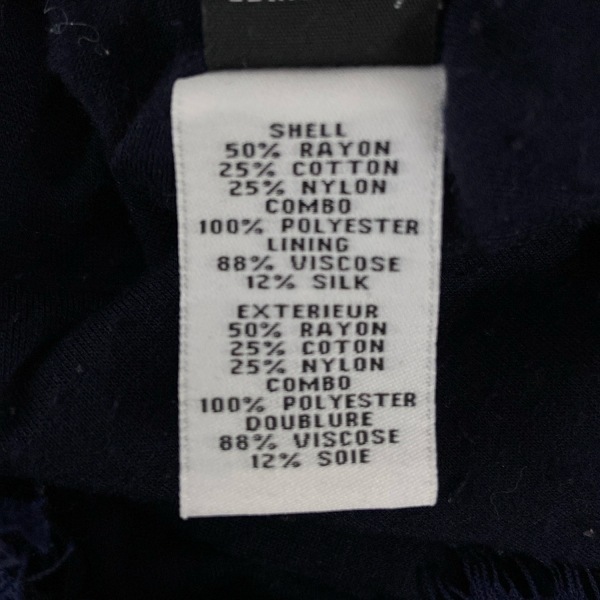 SHELL
50% RAYON
25% COTTON
25% NYLON
COMBO
100% POLYESTER
LINING
88% VISCOSE
12% SILK
EXTERIEUR
50% RAYON
25% COTON
25% NYLON
COMBO
100% POLYESTER
DOUBLURE
88% VISCOSE
12% SOIE